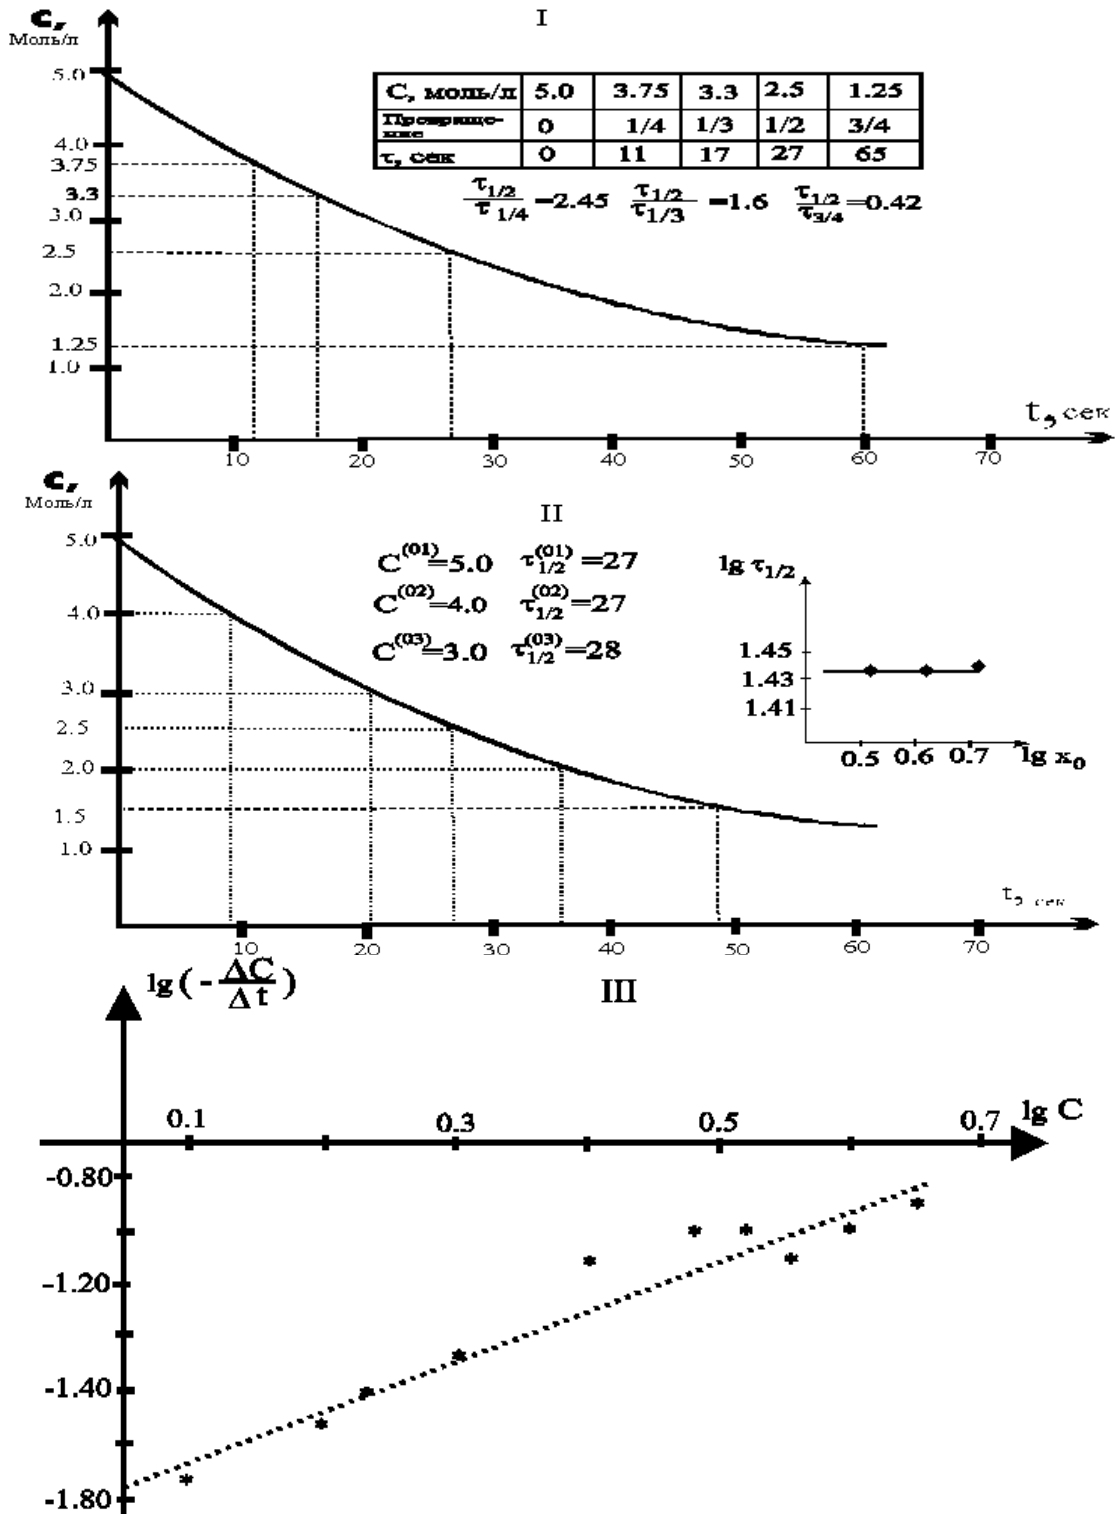 I
C,
Моль/л
5.0
4.0
3.75
3.3
3.0
2.5
2.0
1.25
1.0
C, моль/л 5.0 3.75 3.3 2.5 1.25
Превраще-
ние 0 1/4 1/3 1/2 3/4
τ, сек 0 11 17 27 65
τ1/2/τ1/4=2.45 τ1/2/τ1/3=1.6 τ1/2/τ3/4=0.42
t, сек
10 20 30 40 50 60 70
II
C,
Моль/л
5.0
4.0
3.0
2.5
2.0
1.5
1.0
C(01)=5.0 τ1/2(01)=27
C(02)=4.0 τ1/2(02)=27
C(03)=3.0 τ1/2(03)=28
lg τ1/2
1.45
1.43
1.41
0.5 0.6 0.7 lg x0
t, сек
10 20 30 40 50 60 70
III
lg(-ΔC/Δt)
0.1 0.3 0.5 0.7 lg C
-0.80
-1.20
-1.40
-1.80